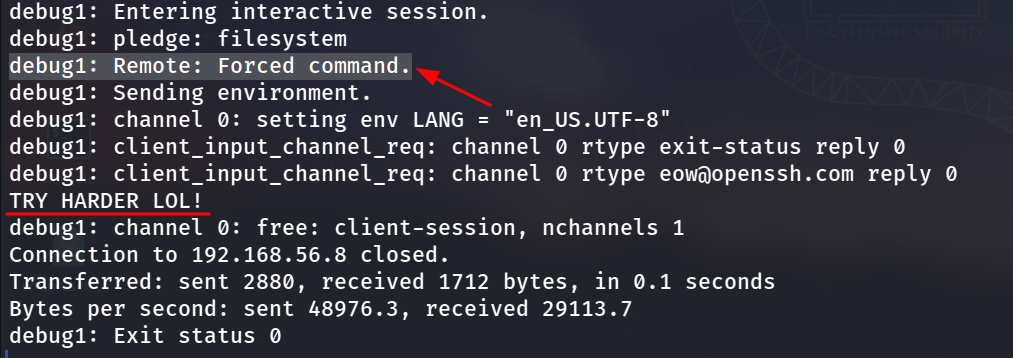 debug1: Entering interactive session.
debug1: pledge: filesystem
debug1: Remote: Forced command.
debug1: Sending environment.
debug1: channel 0: setting env LANG = "en_US.UTF-8"
debug1: client_input_channel_req: channel 0 rtype exit-status reply 0
debug1: client_input_channel_req: channel 0 rtype eow@openssh.com reply 0
TRY HARDER LOL!
debug1: channel 0: free: client-session, nchannels 1
Connection to 192.168.56.8 closed.
Transferred: sent 2880, received 1712 bytes, in 0.1 seconds
Bytes per second: sent 48976.3, received 29113.7
debug1: Exit status 0
BY OFFENSIVE SECURITY